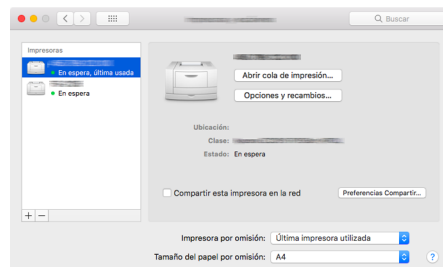 Buscar
Impresoras
En espera, última usada
En espera
Abrir cola de impresión...
Opciones y recambios...
Ubicación:
Clase:
Estado: En espera
Compartir esta impresora en la red
Preferencias Compartir...
+ −
Impresora por omisión: Última impresora utilizada
Tamaño del papel por omisión: A4
?